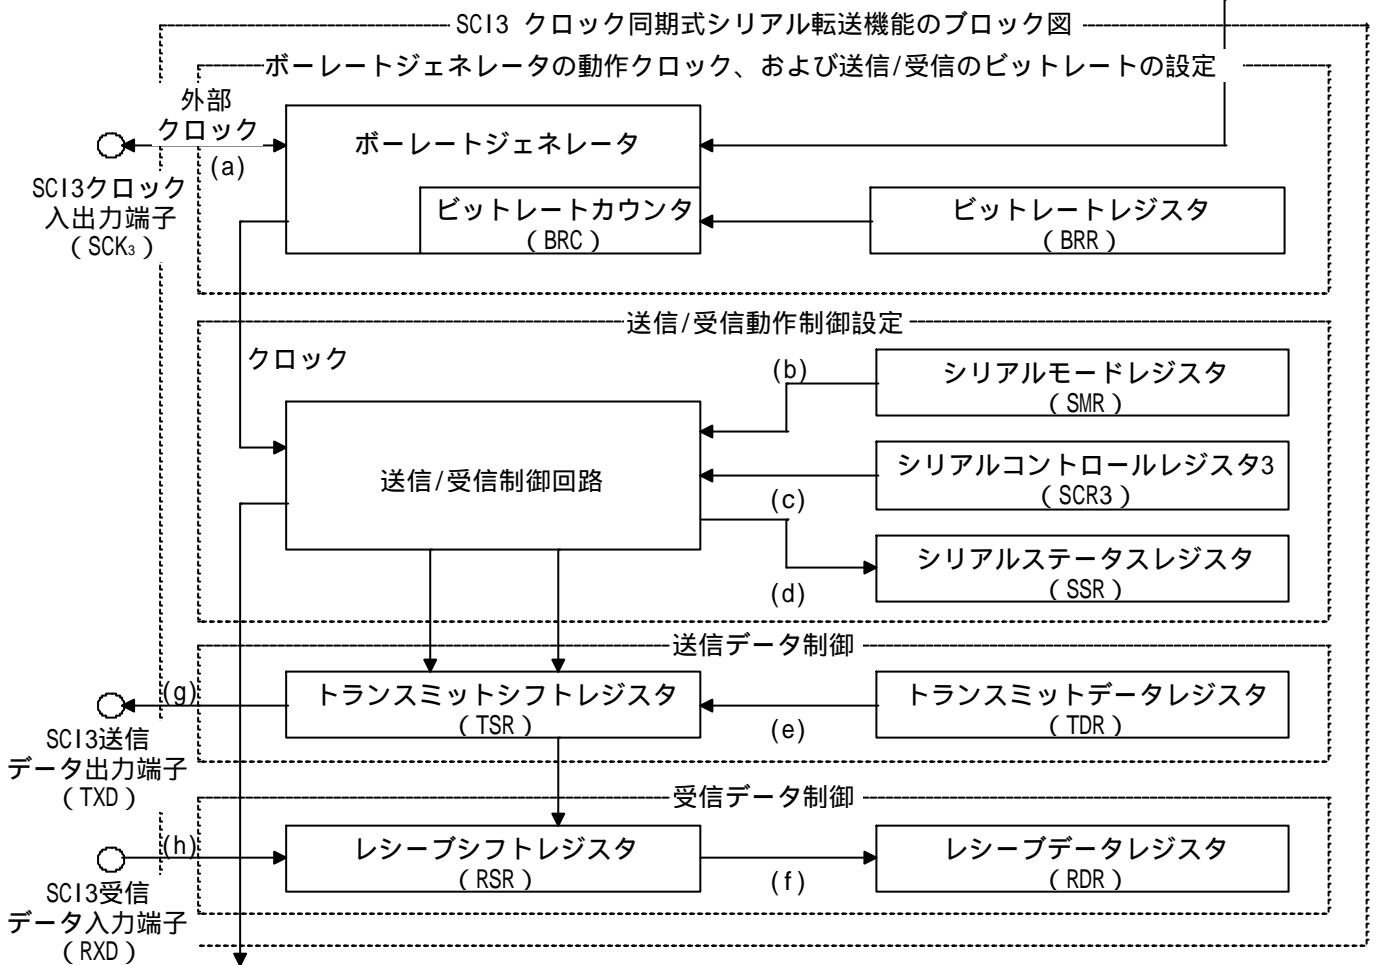 SCI3 クロック同期式シリアル転送機能のブロック図
ボーレートジェネレータの動作クロック、および送信/受信のビットレートの設定
外部
クロック
(a)
SCI3クロック
入出力端子
(SCK₃)
ボーレートジェネレータ
ビットレートカウンタ
(BRC)
ビットレートレジスタ
(BRR)
送信/受信動作制御設定
クロック
(b)
シリアルモードレジスタ
(SMR)
送信/受信制御回路
(c)
シリアルコントロールレジスタ3
(SCR3)
(d)
シリアルステータスレジスタ
(SSR)
送信データ制御
(g)
SCI3送信
データ出力端子
(TXD)
トランスミットシフトレジスタ
(TSR)
(e)
トランスミットデータレジスタ
(TDR)
受信データ制御
(h)
SCI3受信
データ入力端子
(RXD)
レシーブシフトレジスタ
(RSR)
(f)
レシーブデータレジスタ
(RDR)